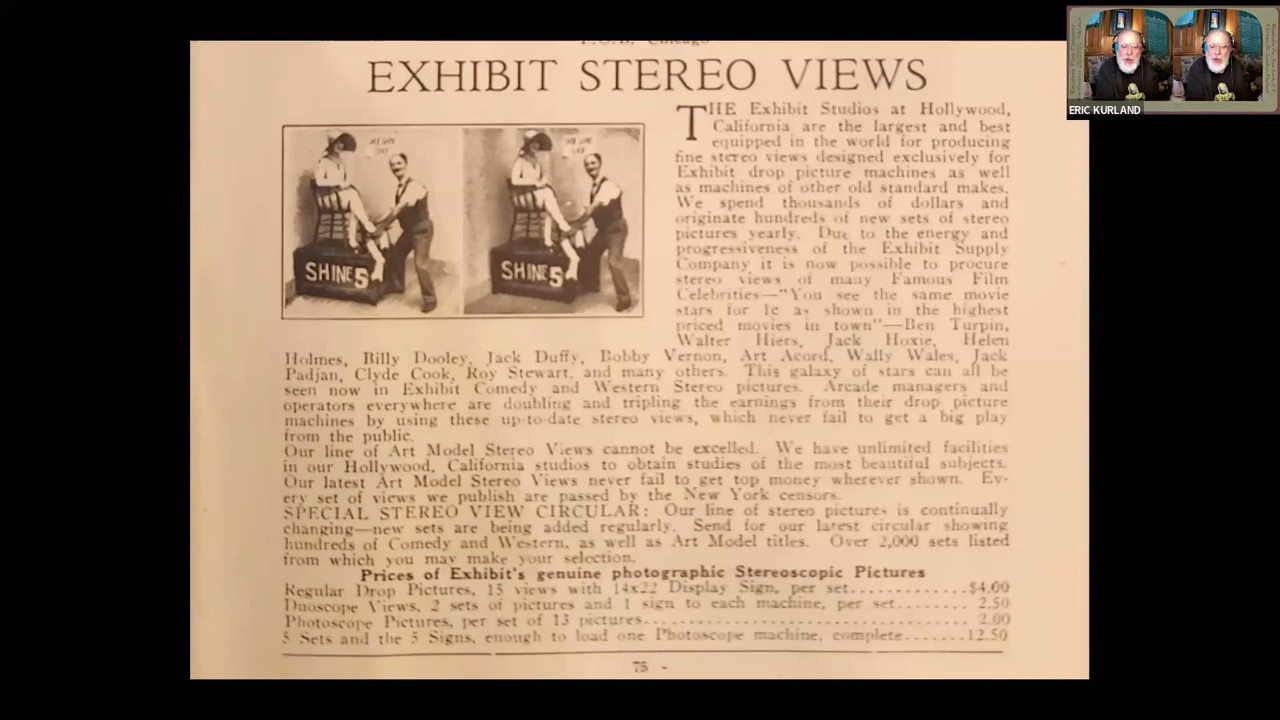 F.O.B. Chicago
EXHIBIT STEREO VIEWS
THE Exhibit Studios at Hollywood,
California are the largest and best
equipped in the world for producing
fine stereo views designed exclusively for
Exhibit drop picture machines as well
as machines of other old standard makes.
We spend thousands of dollars and
originate hundreds of new sets of stereo
pictures yearly. Due to the energy and
progressiveness of the Exhibit Supply
Company it is now possible to procure
stereo views of many Famous Film
Celebrities—"You see the same movie
stars for 1c as shown in the highest
priced movies in town"—Ben Turpin,
Walter Hiers, Jack Hoxie, Helen
Holmes, Billy Dooley, Jack Duffy, Bobby Vernon, Art Acord, Wally Wales, Jack
Padjan, Clyde Cook, Roy Stewart, and many others. This galaxy of stars can all be
seen now in Exhibit Comedy and Western Stereo pictures. Arcade managers and
operators everywhere are doubling and tripling the earnings from their drop picture
machines by using these up-to-date stereo views, which never fail to get a big play
from the public.
Our line of Art Model Stereo Views cannot be excelled. We have unlimited facilities
in our Hollywood, California studios to obtain studies of the most beautiful subjects.
Our latest Art Model Stereo Views never fail to get top money wherever shown. Ev-
ery set of views we publish are passed by the New York censors.
SPECIAL STEREO VIEW CIRCULAR: Our line of stereo pictures is continually
changing—new sets are being added regularly. Send for our latest circular showing
hundreds of Comedy and Western, as well as Art Model titles. Over 2,000 sets listed
from which you may make your selection.
Prices of Exhibit's genuine photographic Stereoscopic Pictures
Regular Drop Pictures, 15 views with 14x22 Display Sign, per set.............$4.00
Duoscope Views, 2 sets of pictures and 1 sign to each machine, per set........ 2.50
Photoscope Pictures, per set of 13 pictures.................................... 2.00
5 Sets and the 5 Signs, enough to load one Photoscope machine, complete.......12.50
75 -
SHINE 5
SHINE 5
ERIC KURLAND